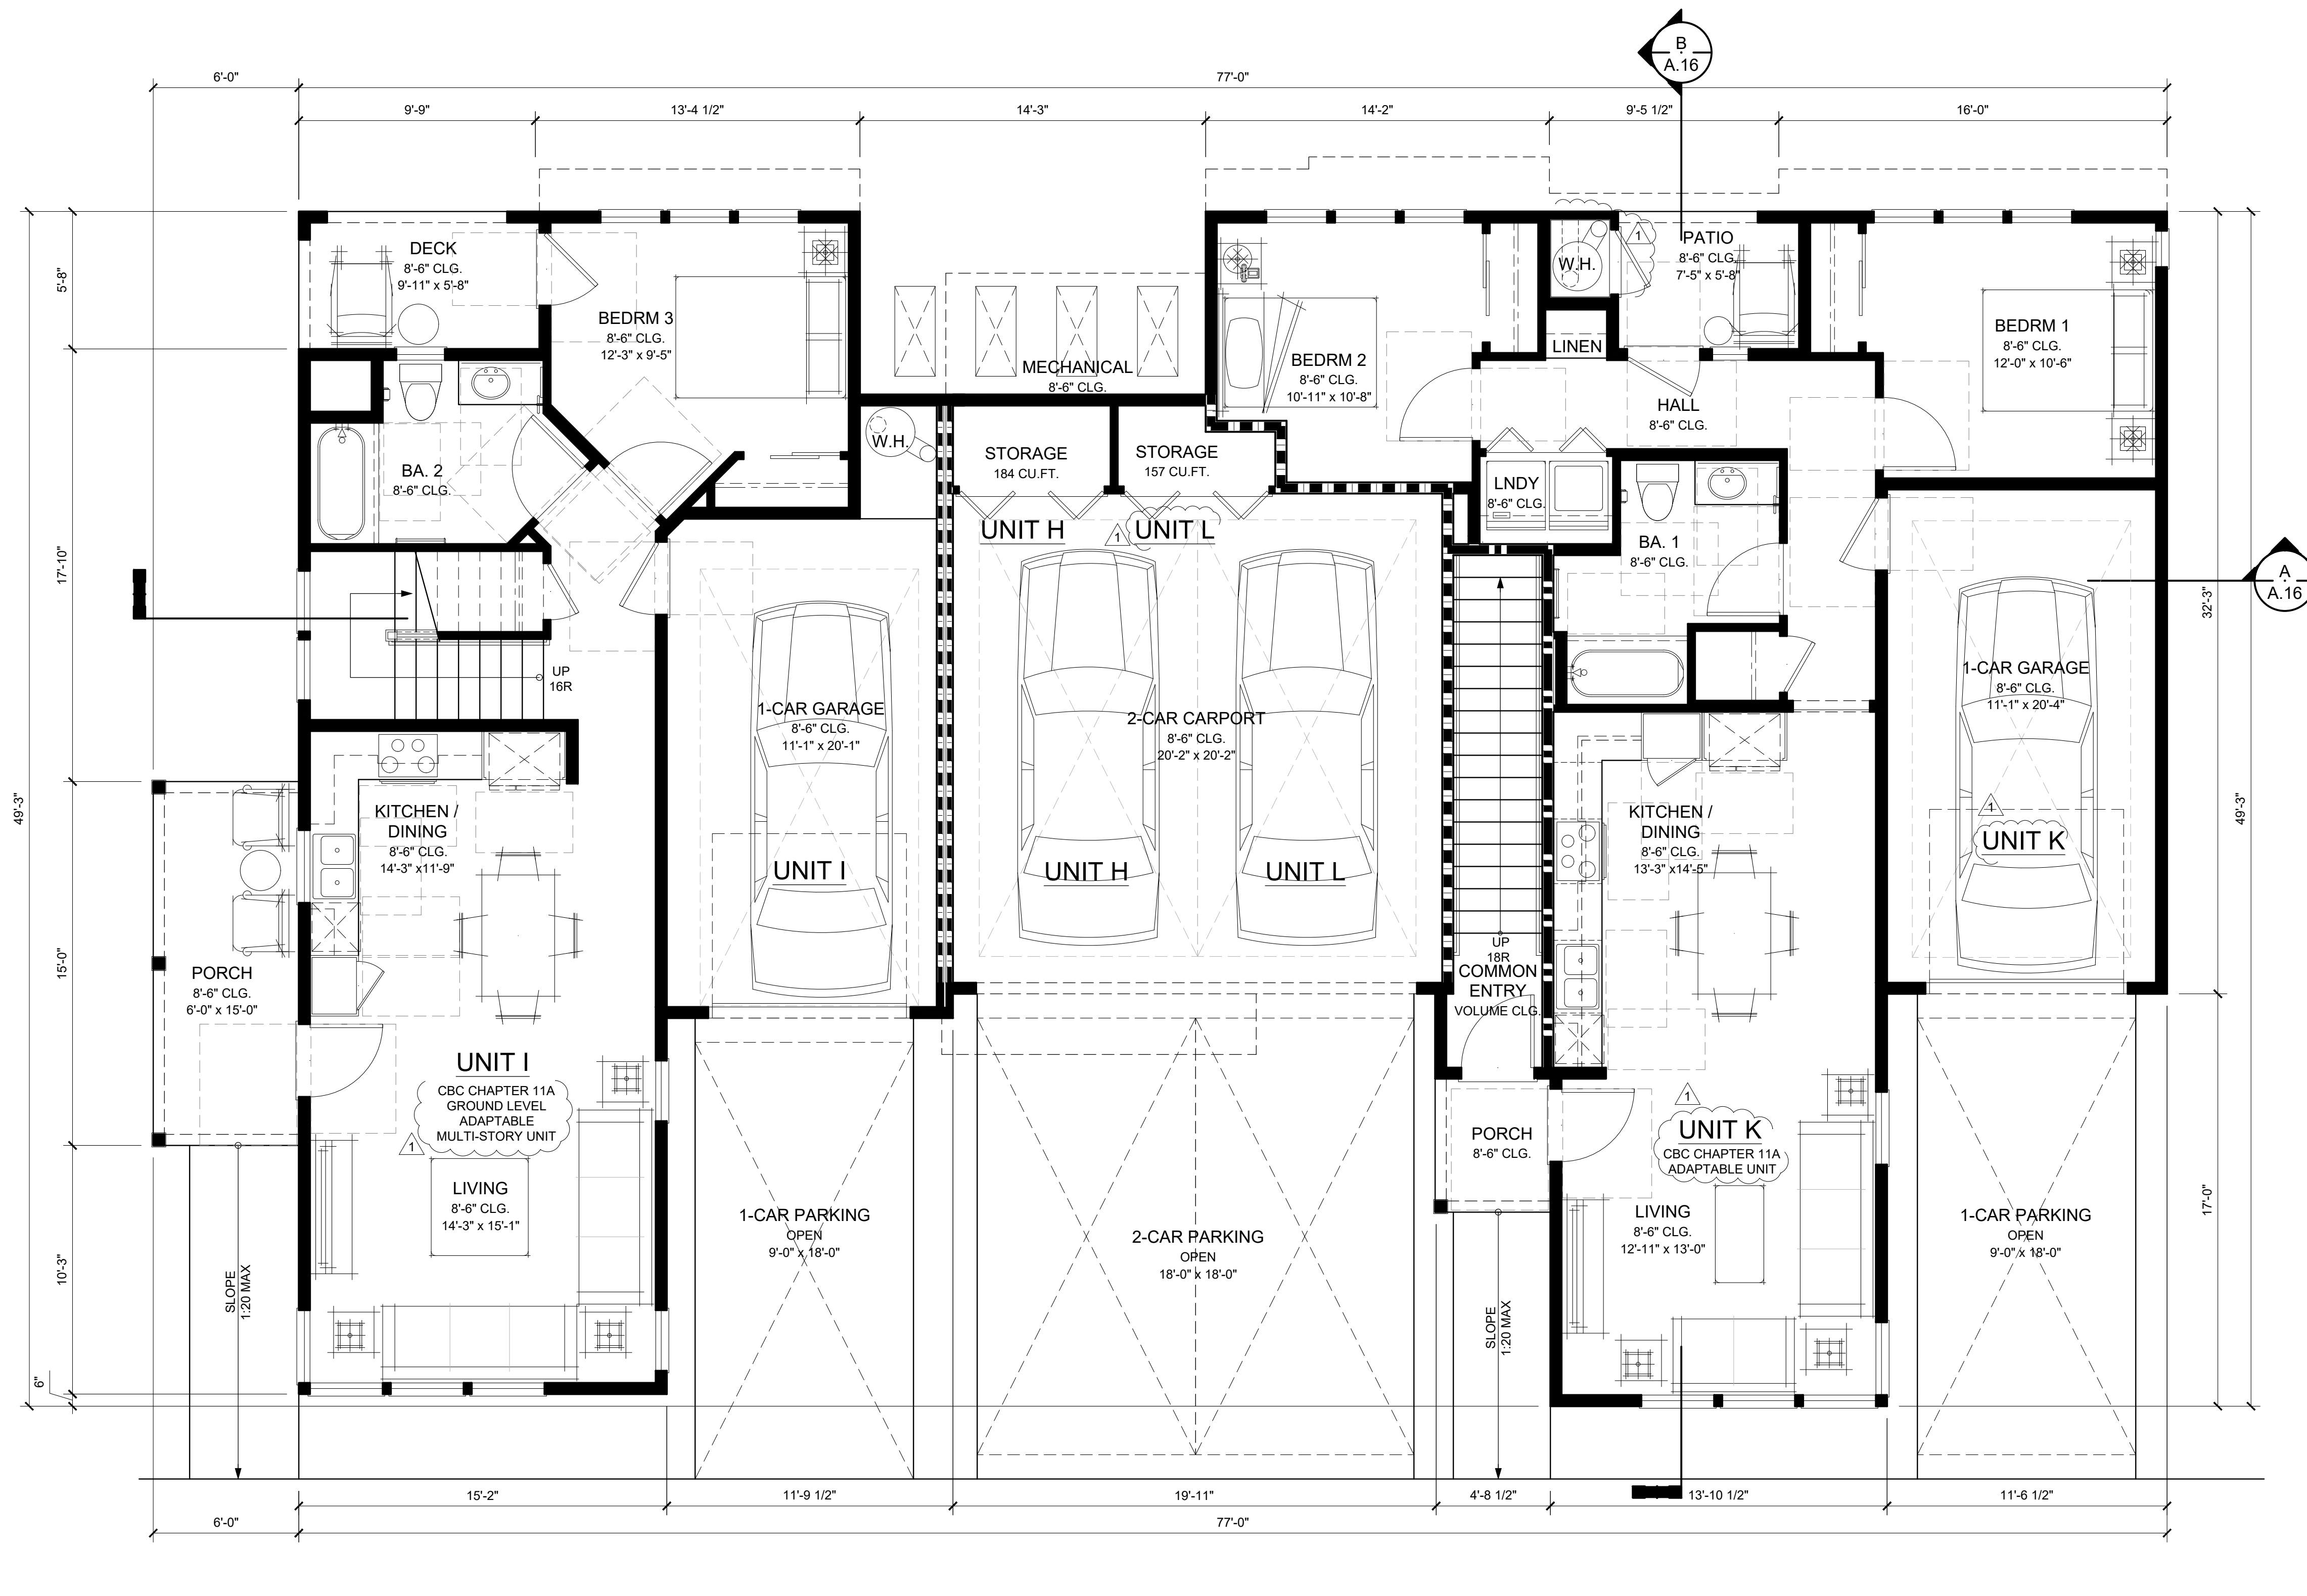 B
A.16
6'-0"
77'-0"
9'-9"
13'-4 1/2"
14'-3"
14'-2"
9'-5 1/2"
16'-0"
DECK
8'-6" CLG.
9'-11" x 5'-8"
BEDRM 3
8'-6" CLG.
12'-3" x 9'-5"
MECHANICAL
8'-6" CLG.
BEDRM 2
8'-6" CLG.
10'-11" x 10'-8"
W.H.
1
PATIO
8'-6" CLG.
7'-5" x 5'-8"
LINEN
BEDRM 1
8'-6" CLG.
12'-0" x 10'-6"
HALL
8'-6" CLG.
5'-8"
17'-10"
49'-3"
15'-0"
10'-3"
6"
BA. 2
8'-6" CLG.
W.H.
STORAGE
184 CU.FT.
STORAGE
157 CU.FT.
LNDY
8'-6" CLG.
BA. 1
8'-6" CLG.
UNIT H
1
UNIT L
A
A.16
32'-3"
49'-3"
17'-0"
UP
16R
1-CAR GARAGE
8'-6" CLG.
11'-1" x 20'-1"
UNIT I
2-CAR CARPORT
8'-6" CLG.
20'-2" x 20'-2"
UNIT H
UNIT L
1-CAR GARAGE
8'-6" CLG.
11'-1" x 20'-4"
1
UNIT K
KITCHEN /
DINING
8'-6" CLG.
14'-3" x11'-9"
KITCHEN /
DINING
8'-6" CLG.
13'-3" x14'-5"
UP
18R
COMMON
ENTRY
VOLUME CLG.
PORCH
8'-6" CLG.
6'-0" x 15'-0"
UNIT I
CBC CHAPTER 11A
GROUND LEVEL
ADAPTABLE
MULTI-STORY UNIT
1
LIVING
8'-6" CLG.
14'-3" x 15'-1"
PORCH
8'-6" CLG.
1
UNIT K
CBC CHAPTER 11A
ADAPTABLE UNIT
LIVING
8'-6" CLG.
12'-11" x 13'-0"
1-CAR PARKING
OPEN
9'-0" x 18'-0"
2-CAR PARKING
OPEN
18'-0" x 18'-0"
1-CAR PARKING
OPEN
9'-0" x 18'-0"
SLOPE
1:20 MAX
SLOPE
1:20 MAX
15'-2"
11'-9 1/2"
19'-11"
4'-8 1/2"
13'-10 1/2"
11'-6 1/2"
6'-0"
77'-0"